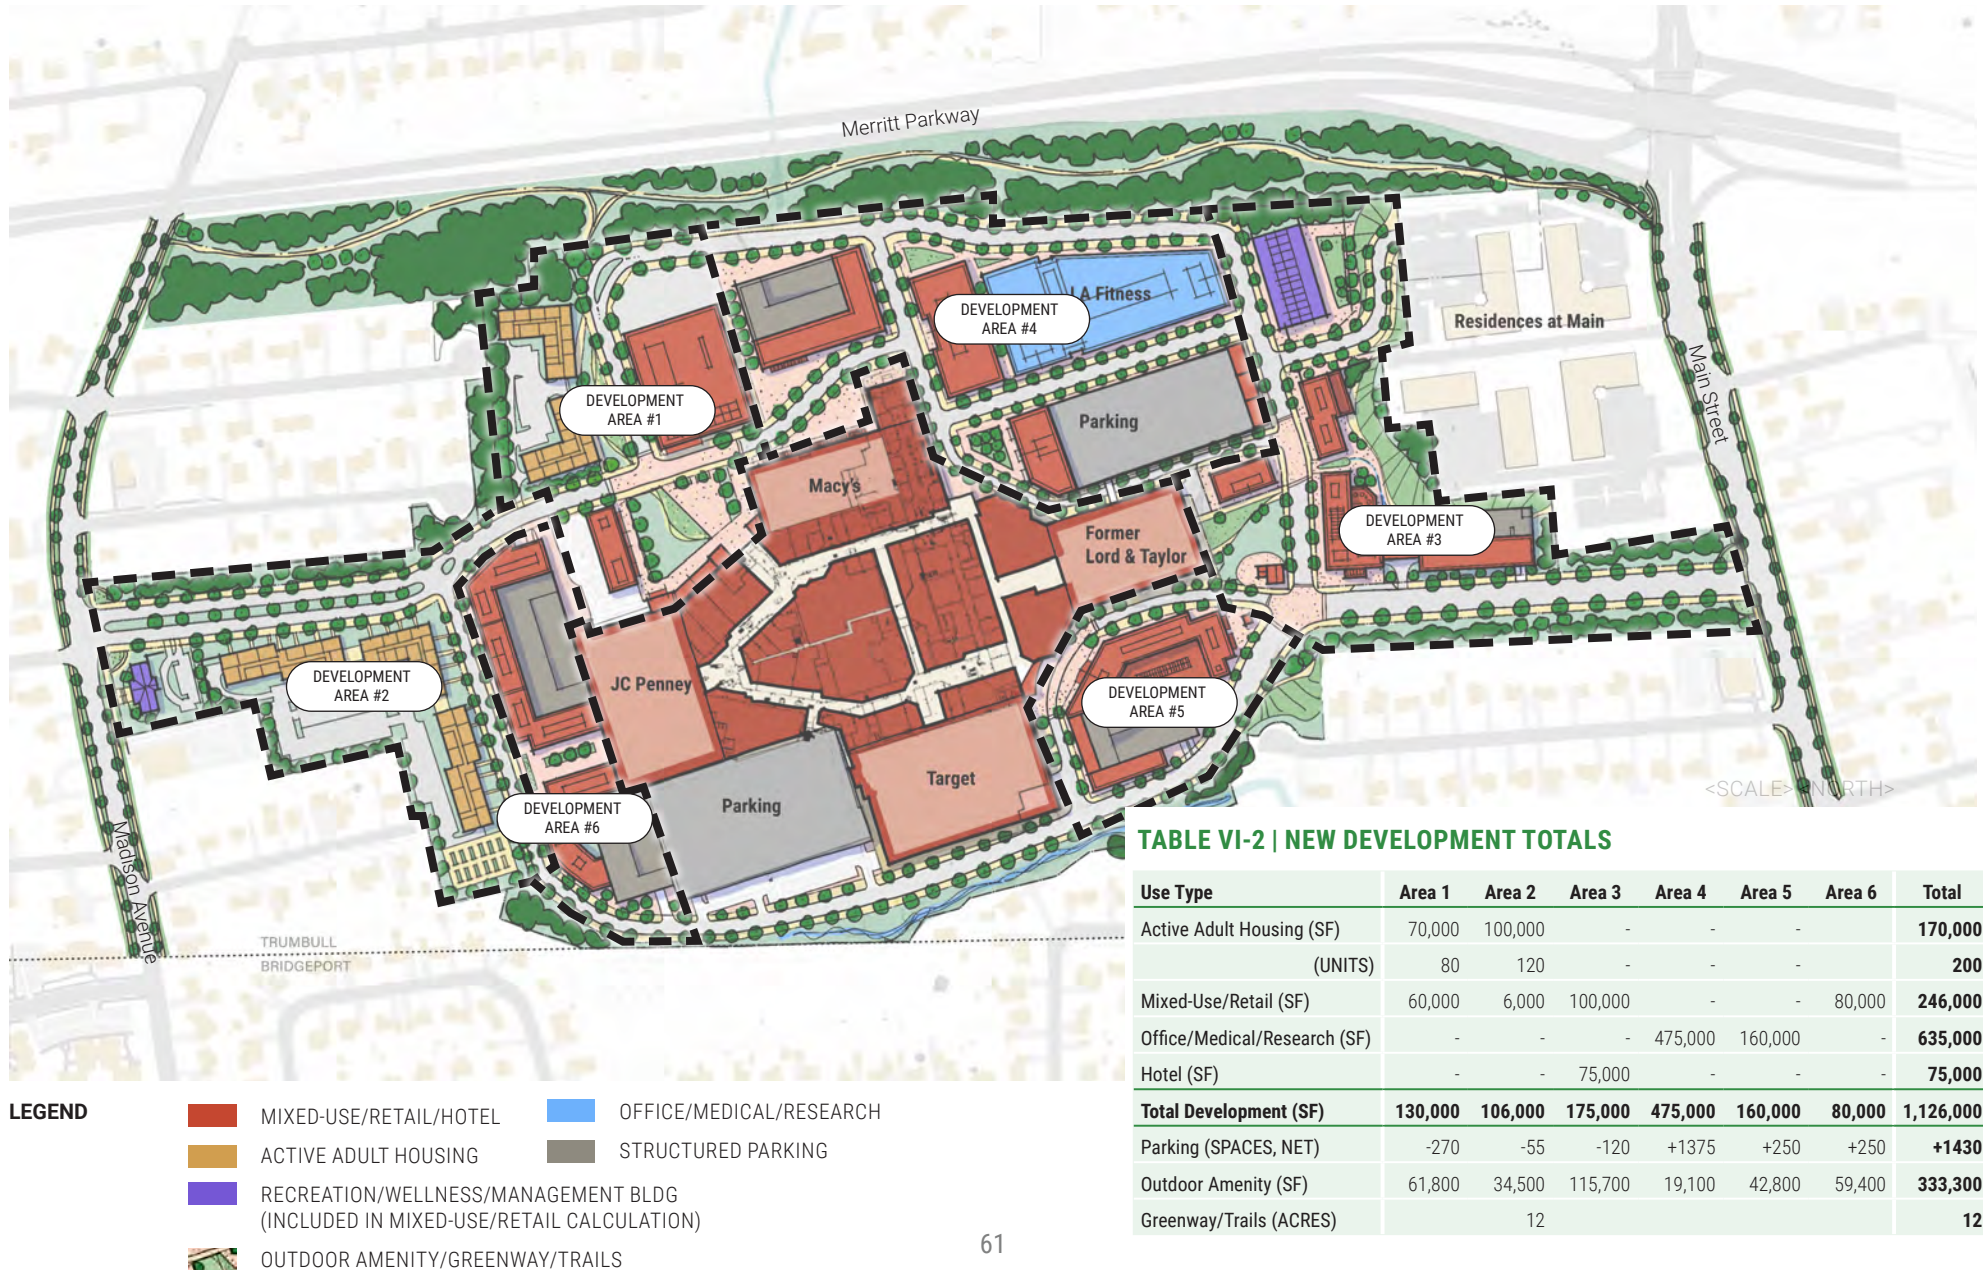 Merritt Parkway
LA Fitness
DEVELOPMENT
AREA #4
Residences at Main
Main Street
DEVELOPMENT
AREA #1
Parking
Macy's
DEVELOPMENT
AREA #3
Former
Lord & Taylor
DEVELOPMENT
AREA #2
JC Penney
DEVELOPMENT
AREA #5
Target
Parking
DEVELOPMENT
AREA #6
<SCALE> <NORTH>
Madison Avenue
TRUMBULL
BRIDGEPORT
TABLE VI-2 | NEW DEVELOPMENT TOTALS
Use Type Area 1 Area 2 Area 3 Area 4 Area 5 Area 6 Total
Active Adult Housing (SF) 70,000 100,000 - - - 170,000
(UNITS) 80 120 - - - 200
Mixed-Use/Retail (SF) 60,000 6,000 100,000 - - 80,000 246,000
Office/Medical/Research (SF) - - - 475,000 160,000 - 635,000
Hotel (SF) - - 75,000 - - - 75,000
Total Development (SF) 130,000 106,000 175,000 475,000 160,000 80,000 1,126,000
Parking (SPACES, NET) -270 -55 -120 +1375 +250 +250 +1430
Outdoor Amenity (SF) 61,800 34,500 115,700 19,100 42,800 59,400 333,300
Greenway/Trails (ACRES) 12 12
LEGEND
MIXED-USE/RETAIL/HOTEL
ACTIVE ADULT HOUSING
RECREATION/WELLNESS/MANAGEMENT BLDG
(INCLUDED IN MIXED-USE/RETAIL CALCULATION)
OUTDOOR AMENITY/GREENWAY/TRAILS
OFFICE/MEDICAL/RESEARCH
STRUCTURED PARKING
61